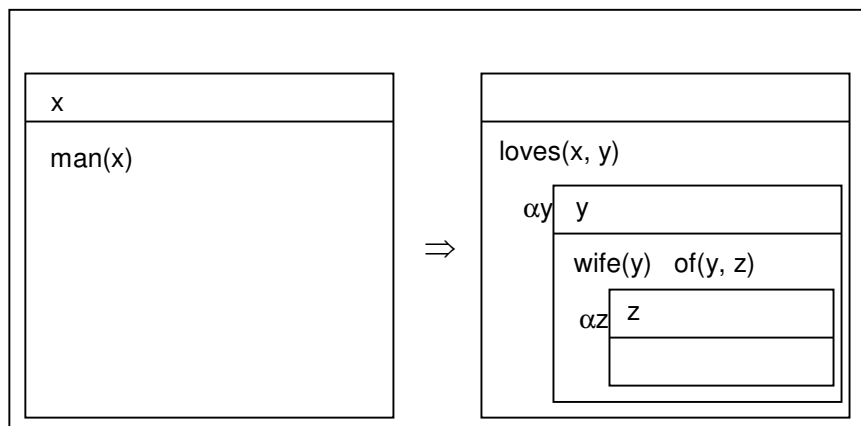 x
man(x)
⇒
loves(x, y)
αy y
wife(y) of(y, z)
αz z